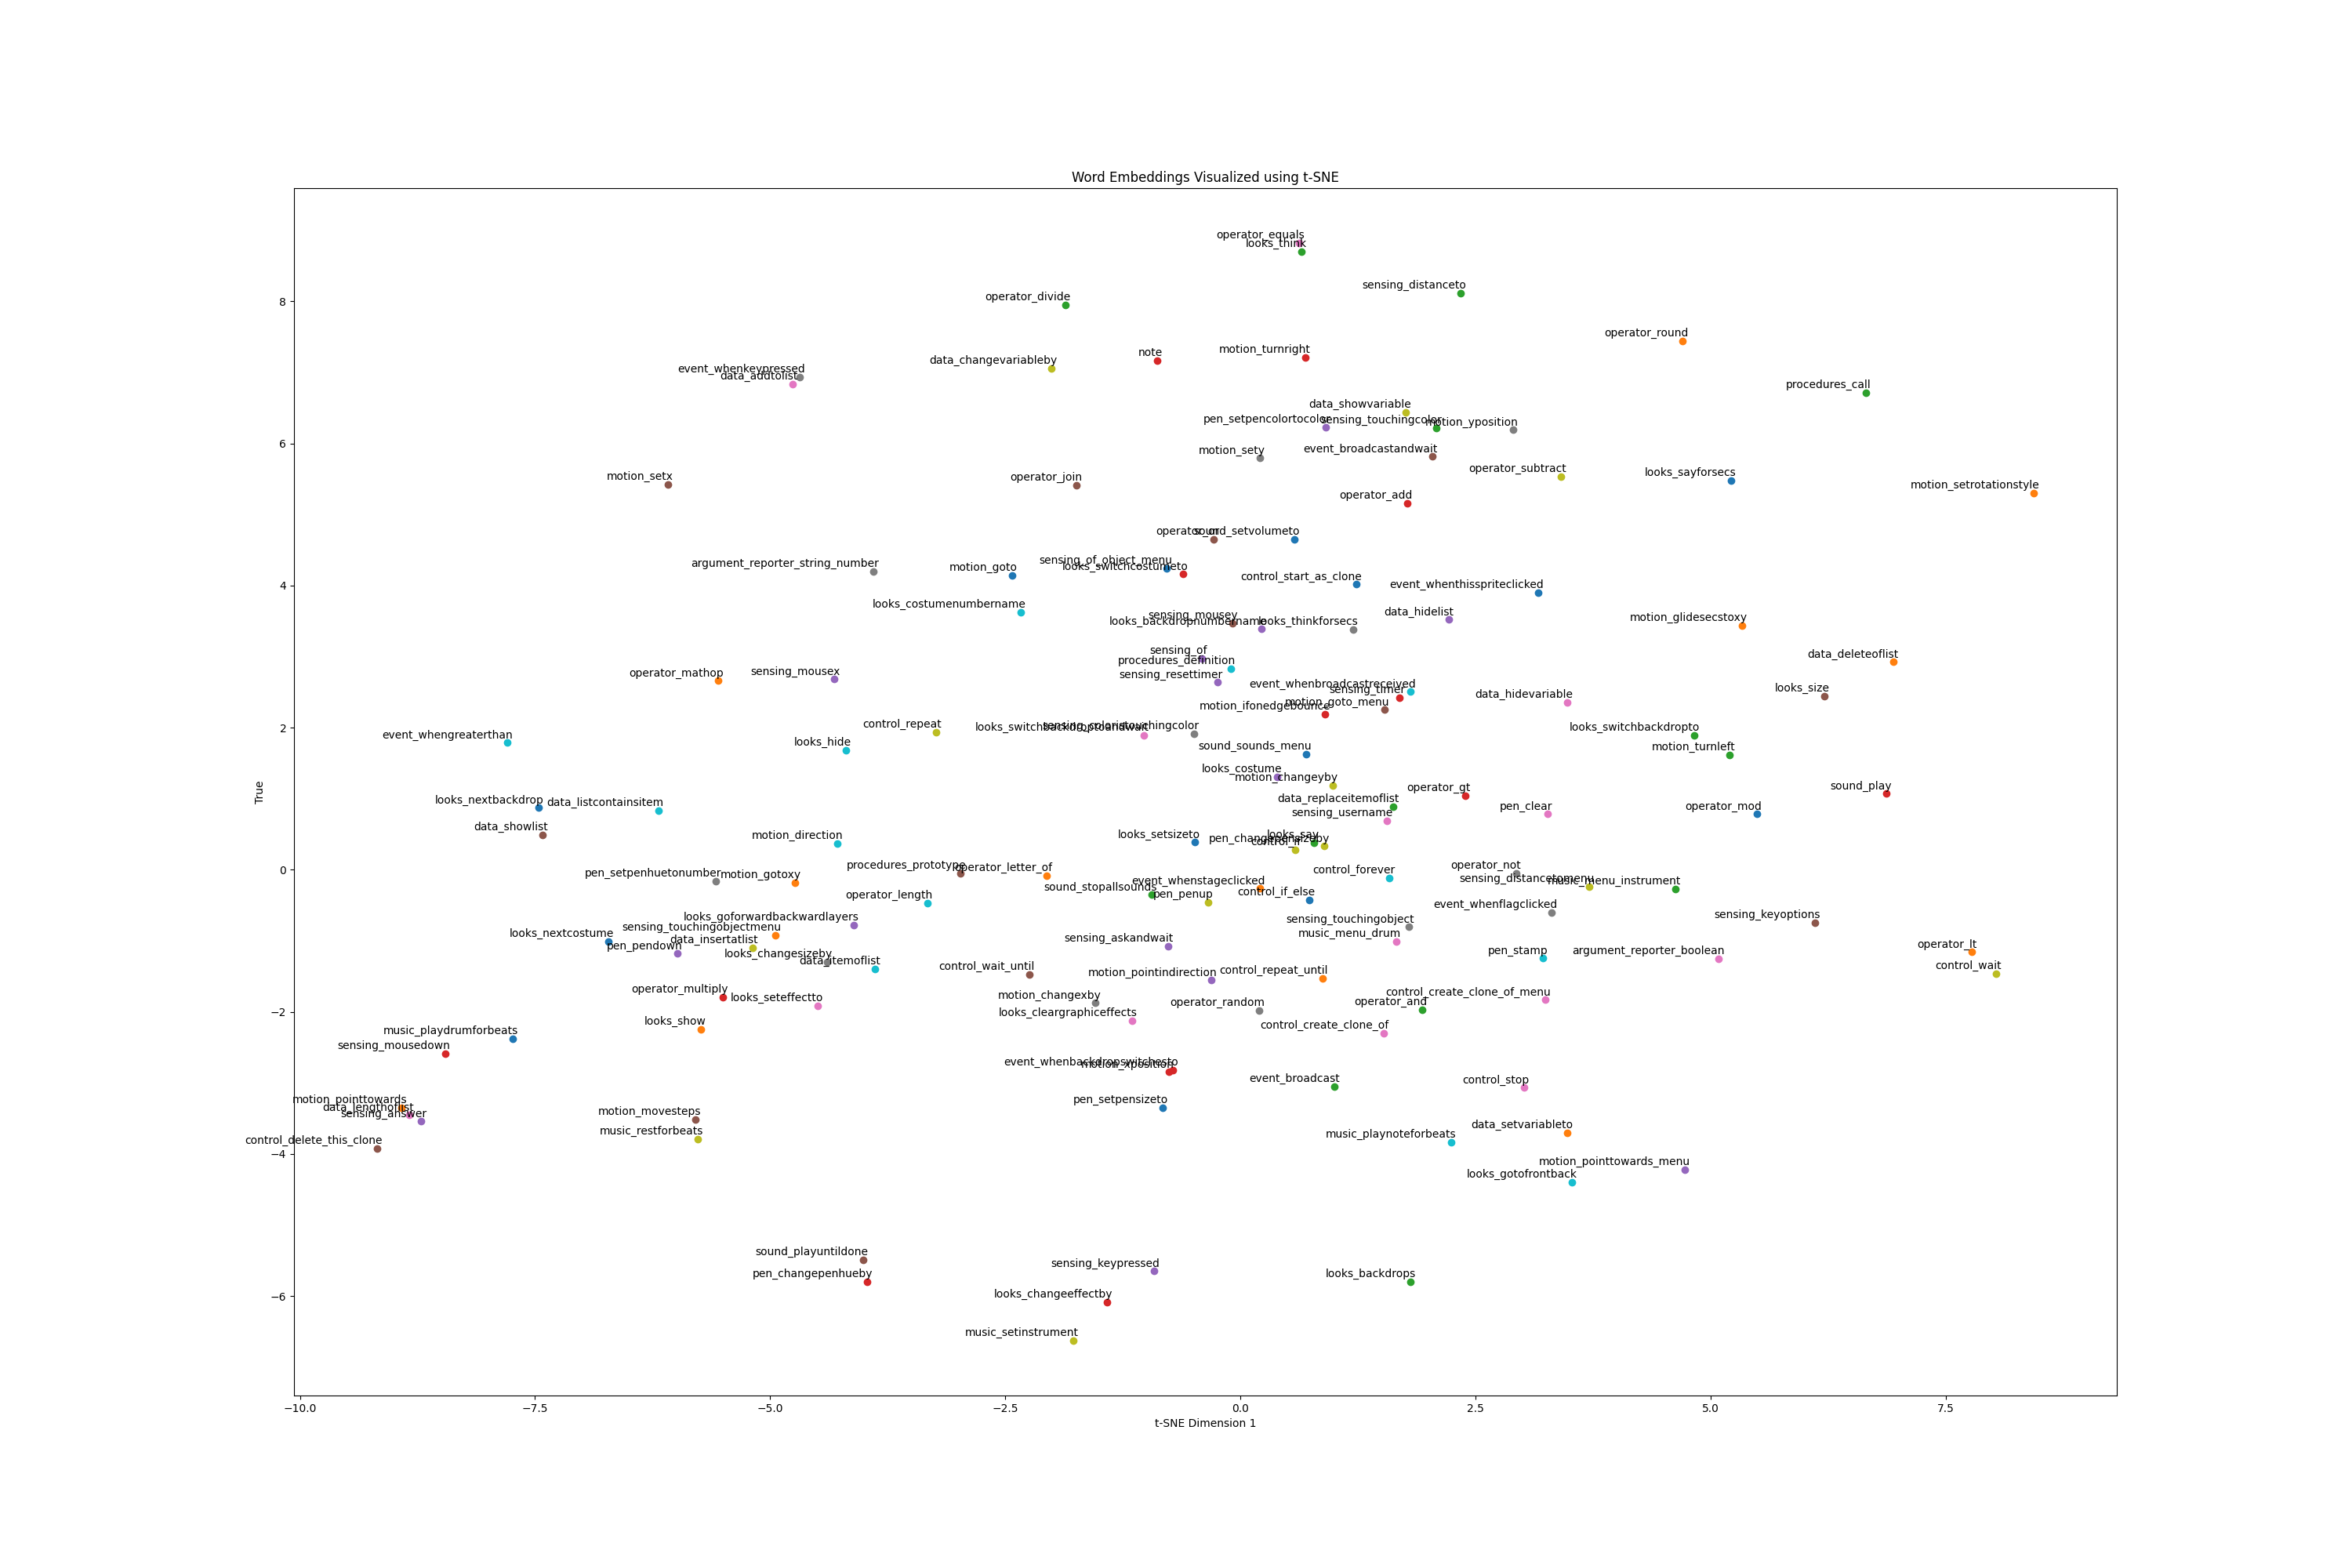 Word Embeddings Visualized using t-SNE
operator_equals
looks_think
sensing_distanceto
operator_divide
operator_round
note
motion_turnright
data_changevariableby
event_whenkeypressed
data_addtolist
procedures_call
data_showvariable
pen_setpencolortocolor
sensing_touchingcolor
motion_yposition
motion_sety
event_broadcastandwait
operator_subtract
looks_sayforsecs
motion_setx
operator_join
motion_setrotationstyle
operator_add
operator_or
sound_setvolumeto
argument_reporter_string_number
motion_goto
sensing_of_object_menu
looks_switchcostumeto
control_start_as_clone
event_whenthisspriteclicked
looks_costumenumbername
sensing_mousey
looks_backdropnumbername
looks_thinkforsecs
data_hidelist
motion_glidesecstoxy
sensing_of
procedures_definition
data_deleteoflist
operator_mathop
sensing_mousex
sensing_resettimer
event_whenbroadcastreceived
sensing_timer
looks_size
motion_ifonedgebounce
motion_goto_menu
data_hidevariable
control_repeat
looks_switchbackdroptoandwait
sensing_coloristouchingcolor
looks_switchbackdropto
event_whengreaterthan
looks_hide
sound_sounds_menu
motion_turnleft
looks_costume
motion_changeyby
operator_gt
sound_play
looks_nextbackdrop
data_listcontainsitem
data_replaceitemoflist
sensing_username
pen_clear
operator_mod
data_showlist
motion_direction
looks_setsizeto
looks_say
pen_changepensizeby
control_if
procedures_prototype
operator_letter_of
control_forever
operator_not
pen_setpenhuetonumber
motion_gotoxy
event_whenstageclicked
sensing_distancetomenu
music_menu_instrument
operator_length
sound_stopallsounds
pen_penup
control_if_else
event_whenflagclicked
looks_goforwardbackwardlayers
sensing_touchingobjectmenu
sensing_touchingobject
sensing_keyoptions
looks_nextcostume
data_insertatlist
music_menu_drum
pen_pendown
sensing_askandwait
looks_changesizeby
data_itemoflist
pen_stamp
argument_reporter_boolean
operator_lt
control_wait_until
motion_pointindirection
control_repeat_until
control_wait
operator_multiply
looks_seteffectto
motion_changexby
operator_random
operator_and
control_create_clone_of_menu
looks_show
looks_cleargraphiceffects
control_create_clone_of
music_playdrumforbeats
sensing_mousedown
event_whenbackdropswitchesto
motion_xposition
event_broadcast
control_stop
motion_pointtowards
data_lengthoflist
sensing_answer
motion_movesteps
music_restforbeats
pen_setpensizeto
music_playnoteforbeats
data_setvariableto
control_delete_this_clone
motion_pointtowards_menu
looks_gotofrontback
sound_playuntildone
pen_changepenhueby
sensing_keypressed
looks_backdrops
looks_changeeffectby
music_setinstrument
8
6
4
2
0
−2
−4
−6
True
−10.0 −7.5 −5.0 −2.5 0.0 2.5 5.0 7.5
t-SNE Dimension 1